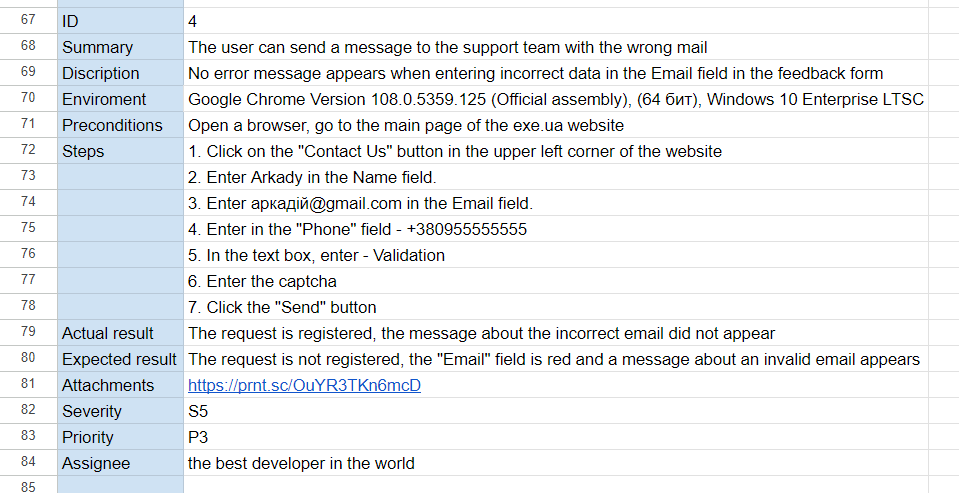 67 ID 4
68 Summary The user can send a message to the support team with the wrong mail
69 Discription No error message appears when entering incorrect data in the Email field in the feedback form
70 Enviroment Google Chrome Version 108.0.5359.125 (Official assembly), (64 бит), Windows 10 Enterprise LTSC
71 Preconditions Open a browser, go to the main page of the exe.ua website
72 Steps 1. Click on the "Contact Us" button in the upper left corner of the website
73 2. Enter Arkady in the Name field.
74 3. Enter аркадій@gmail.com in the Email field.
75 4. Enter in the "Phone" field - +380955555555
76 5. In the text box, enter - Validation
77 6. Enter the captcha
78 7. Click the "Send" button
79 Actual result The request is registered, the message about the incorrect email did not appear
80 Expected result The request is not registered, the "Email" field is red and a message about an invalid email appears
81 Attachments https://prnt.sc/OuYR3TKn6mcD
82 Severity S5
83 Priority P3
84 Assignee the best developer in the world
85